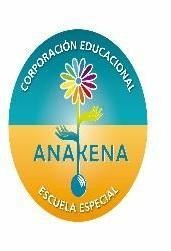 CORPORACIÓN EDUCACIONAL
ANAKENA
ESCUELA ESPECIAL